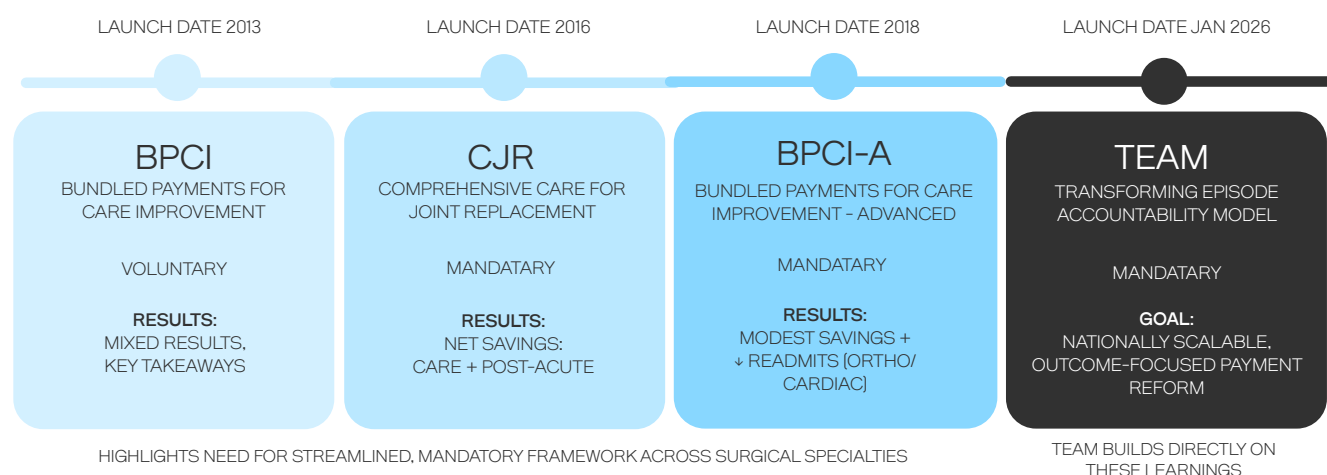 LAUNCH DATE 2013
BPCI
BUNDLED PAYMENTS FOR
CARE IMPROVEMENT
VOLUNTARY
RESULTS:
MIXED RESULTS,
KEY TAKEAWAYS
LAUNCH DATE 2016
CJR
COMPREHENSIVE CARE FOR
JOINT REPLACEMENT
MANDATARY
RESULTS:
NET SAVINGS:
CARE + POST-ACUTE
LAUNCH DATE 2018
BPCI-A
BUNDLED PAYMENTS FOR CARE
IMPROVEMENT - ADVANCED
MANDATARY
RESULTS:
MODEST SAVINGS +
↓ READMITS (ORTHO/
CARDIAC)
LAUNCH DATE JAN 2026
TEAM
TRANSFORMING EPISODE
ACCOUNTABILITY MODEL
MANDATARY
GOAL:
NATIONALLY SCALABLE,
OUTCOME-FOCUSED PAYMENT
REFORM
HIGHLIGHTS NEED FOR STREAMLINED, MANDATORY FRAMEWORK ACROSS SURGICAL SPECIALTIES
TEAM BUILDS DIRECTLY ON
THESE LEARNINGS